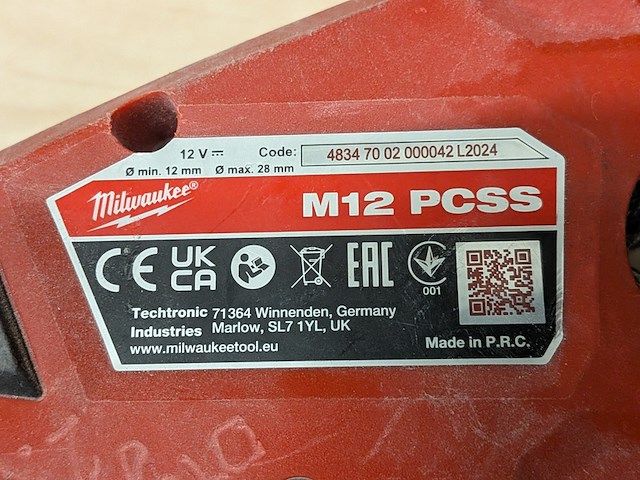 12 V ⎓ Code: 4834 70 02 000042 L2024
Ø min. 12 mm Ø max. 28 mm
Milwaukee®
M12 PCSS
CE UK CA EAC 001
Techtronic 71364 Winnenden, Germany
Industries Marlow, SL7 1YL, UK
www.milwaukeetool.eu
Made in P.R.C.